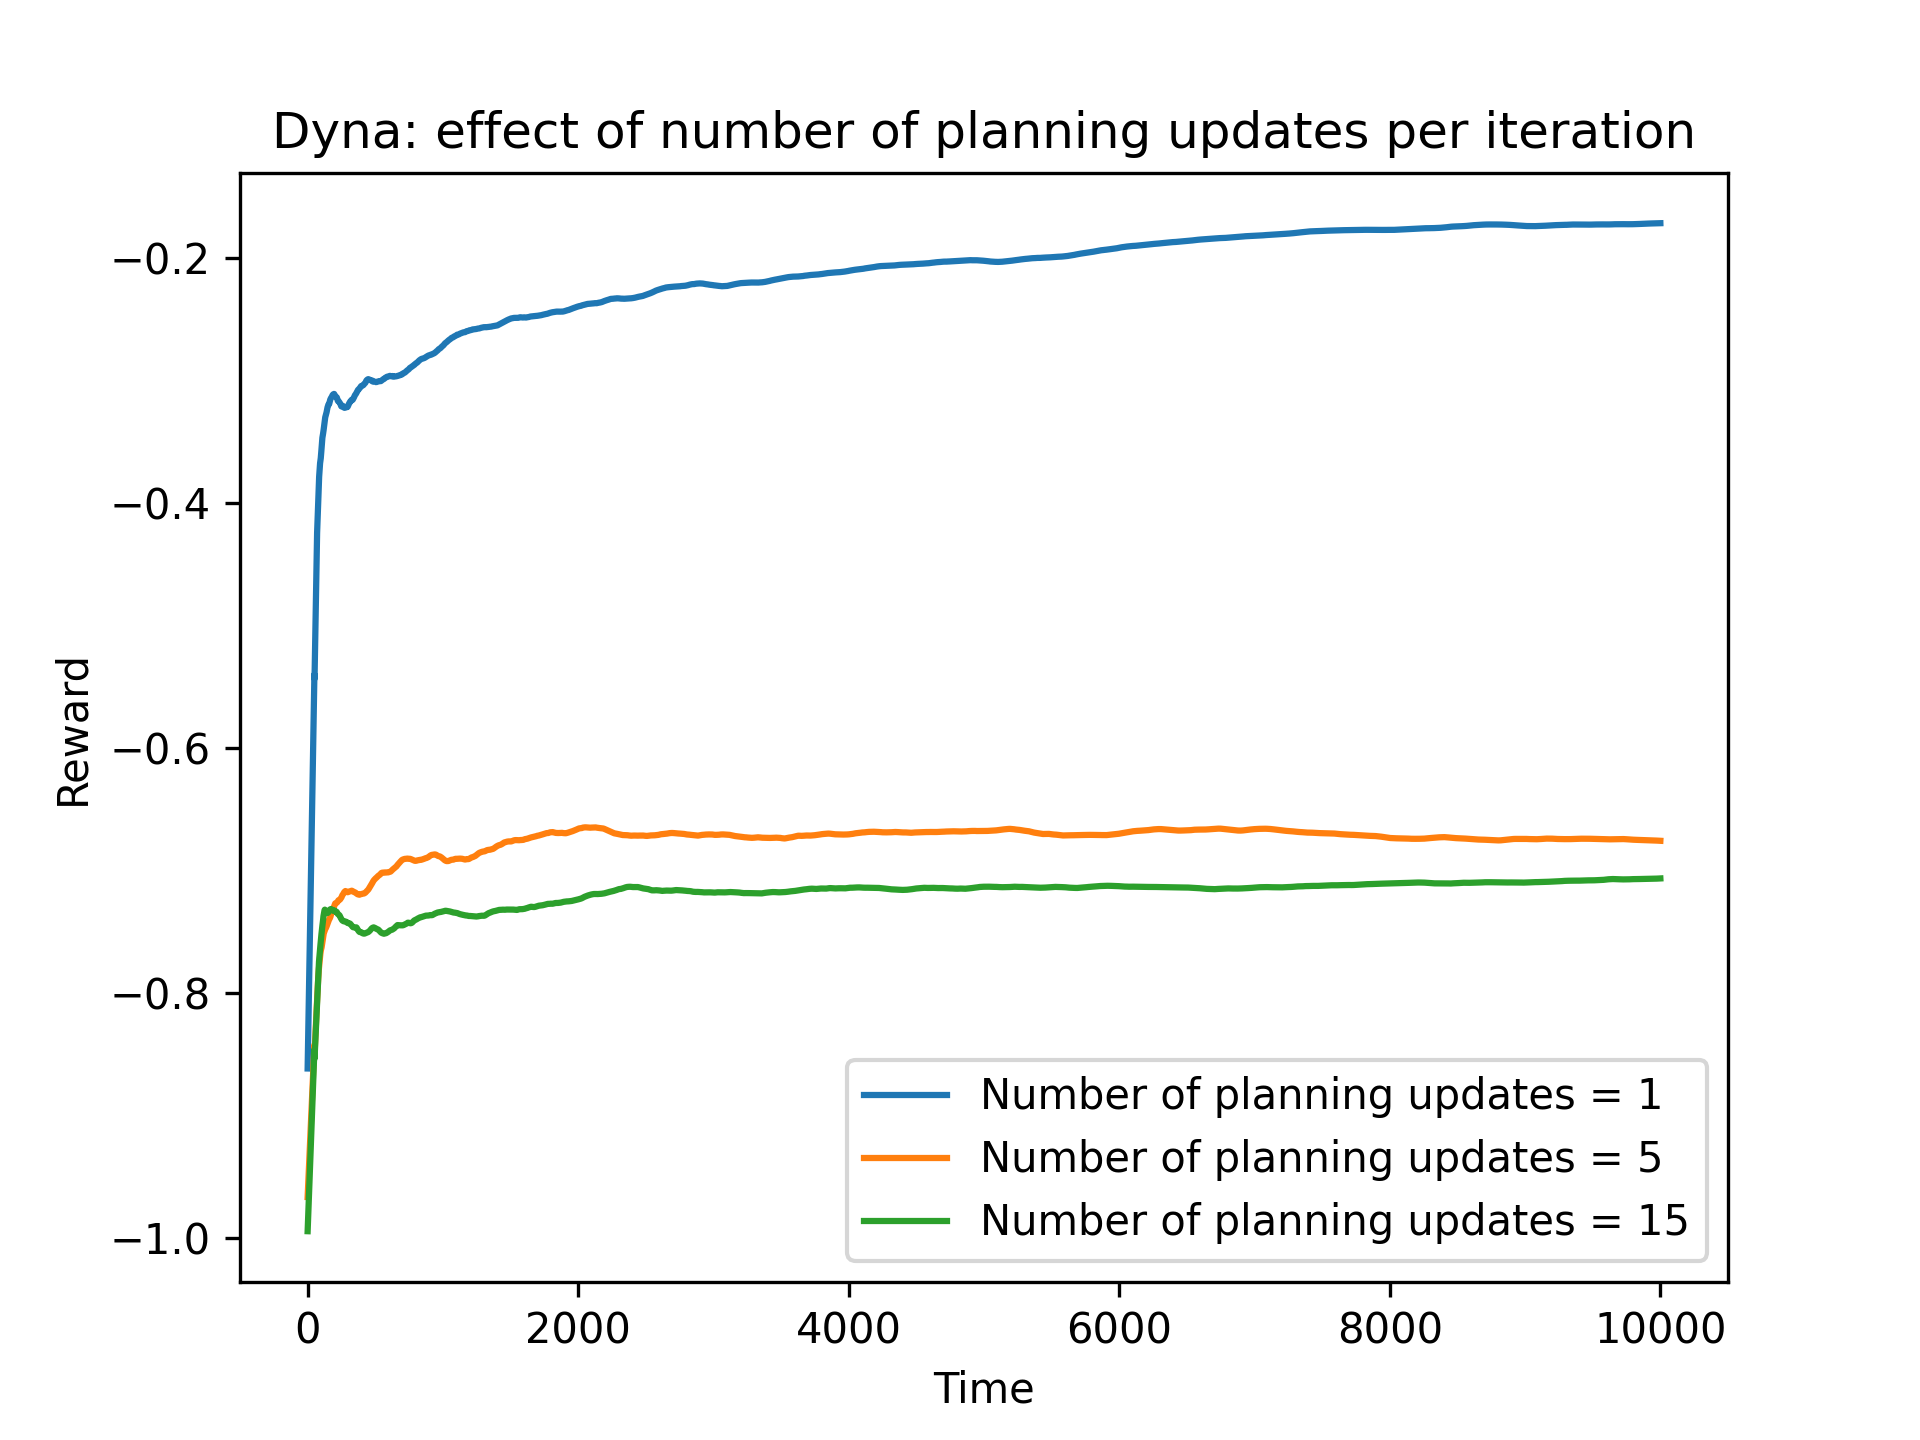 Dyna: effect of number of planning updates per iteration
−0.2
−0.4
−0.6
−0.8
−1.0
Reward
Number of planning updates = 1
Number of planning updates = 5
Number of planning updates = 15
0 2000 4000 6000 8000 10000
Time